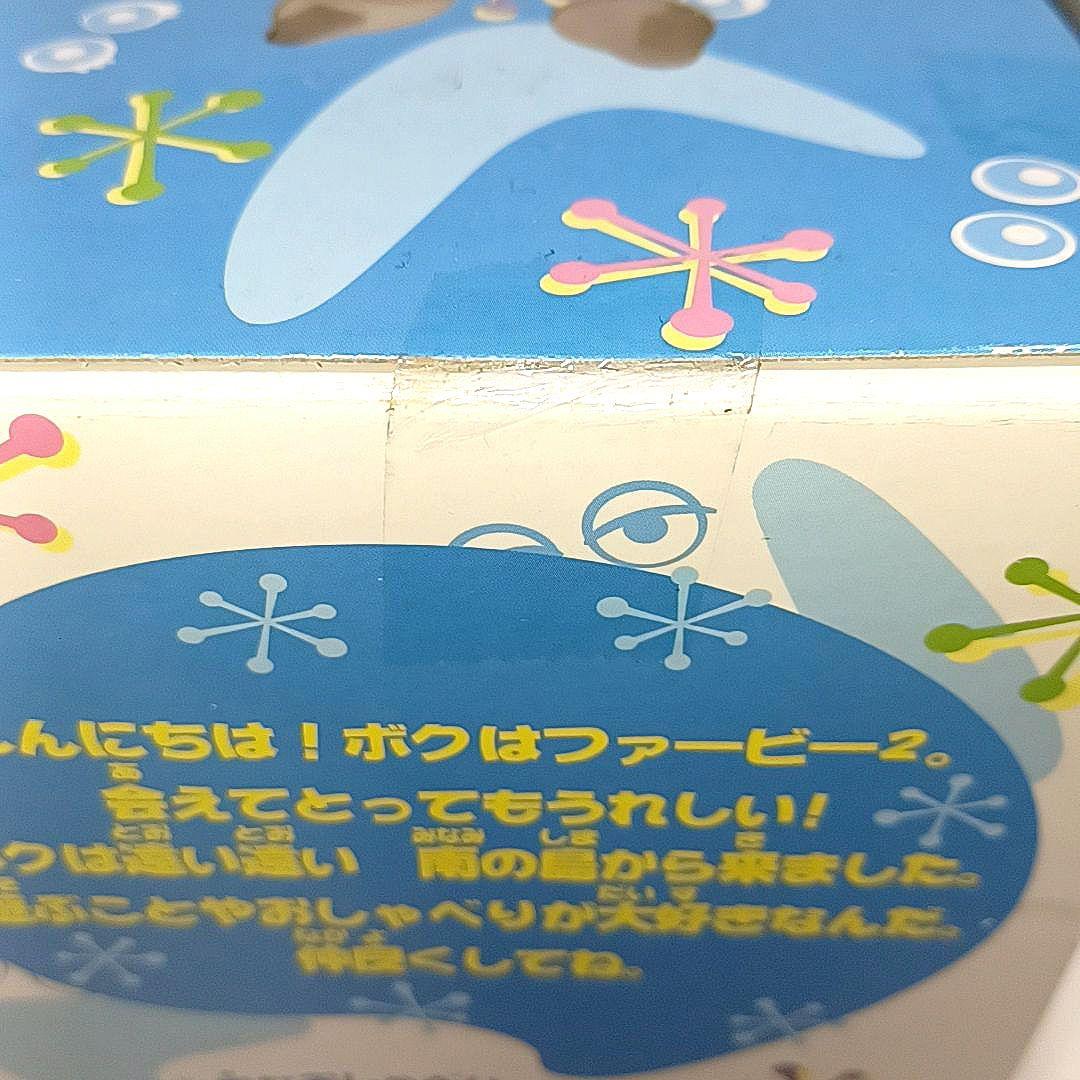 んにちは！ボクはファービー2。
会えてとってもうれしい！
クは遠い遠い 南の島から来ました。
遊ぶことやおしゃべりが大好きなんだ。
仲良くしてね。